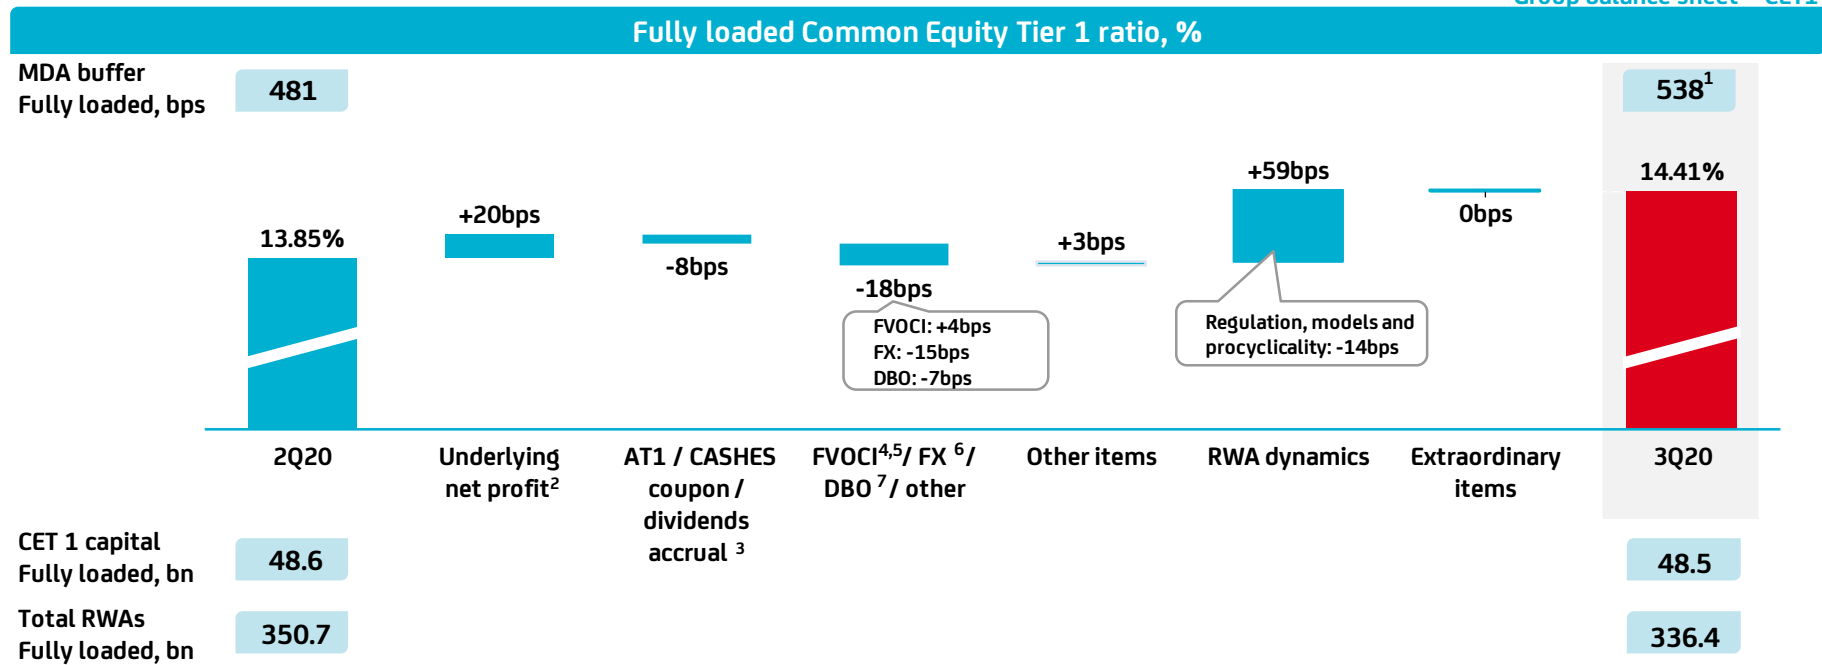 Group balance sheet – CET1
Fully loaded Common Equity Tier 1 ratio, %
MDA buffer
Fully loaded, bps
481
538¹
13.85%
+20bps
-8bps
-18bps
FVOCI: +4bps
FX: -15bps
DBO: -7bps
+3bps
+59bps
Regulation, models and
procyclicality: -14bps
0bps
14.41%
2Q20
Underlying
net profit²
AT1 / CASHES
coupon /
dividends
accrual ³
FVOCI⁴,⁵/ FX ⁶/
DBO ⁷/ other
Other items
RWA dynamics
Extraordinary
items
3Q20
CET 1 capital
Fully loaded, bn
48.6
48.5
Total RWAs
Fully loaded, bn
350.7
336.4